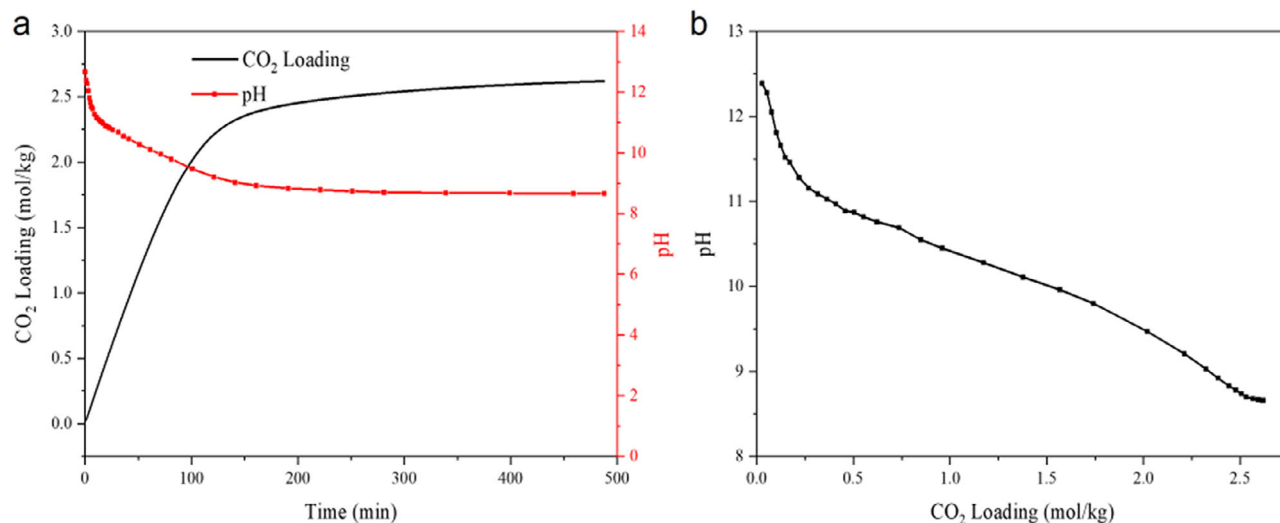 a
3.0
2.5
2.0
1.5
1.0
0.5
0.0
CO2 Loading (mol/kg)
CO2 Loading
pH
14
12
10
8
6
4
2
0
pH
0 100 200 300 400 500
Time (min)
b
13
12
11
10
9
8
pH
0.0 0.5 1.0 1.5 2.0 2.5
CO2 Loading (mol/kg)